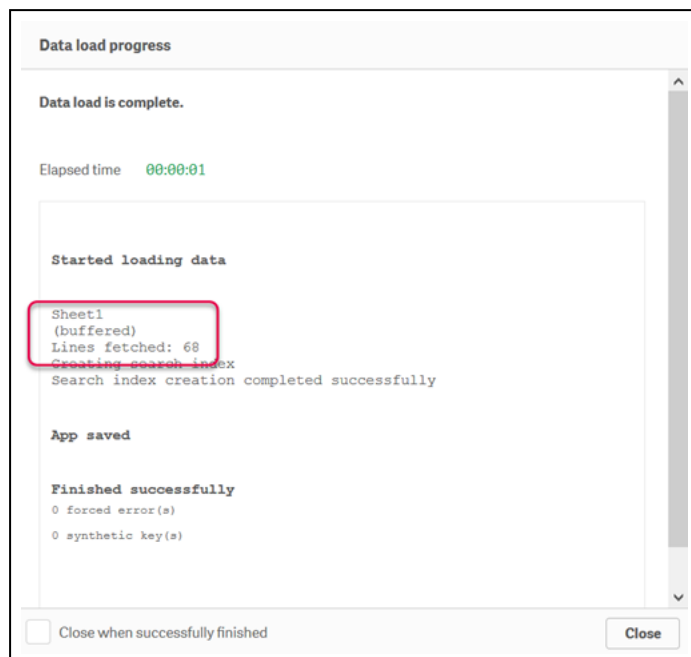 Data load progress
Data load is complete.
Elapsed time 00:00:01
Started loading data
Sheet1
(buffered)
Lines fetched: 68
Creating search index
Search index creation completed successfully
App saved
Finished successfully
0 forced error(s)
0 synthetic key(s)
Close when successfully finished
Close